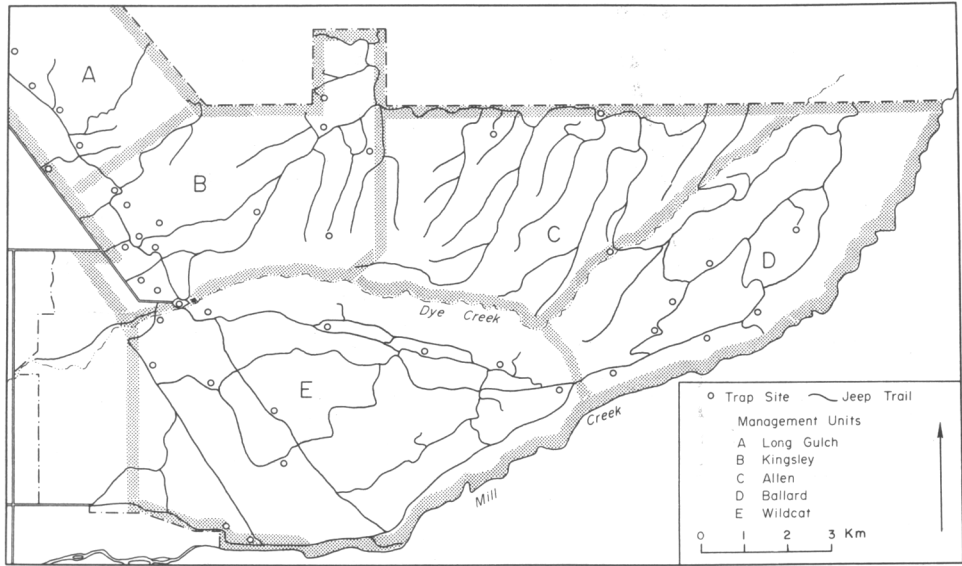 A
B
C
D
E
Dye Creek
Creek
Mill
Trap Site Jeep Trail
Management Units
A Long Gulch
B Kingsley
C Allen
D Ballard
E Wildcat
0 1 2 3 Km